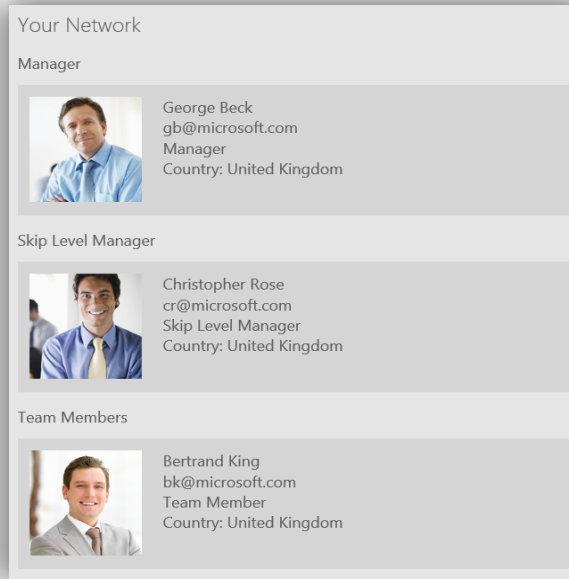 Your Network
Manager
George Beck
gb@microsoft.com
Manager
Country: United Kingdom
Skip Level Manager
Christopher Rose
cr@microsoft.com
Skip Level Manager
Country: United Kingdom
Team Members
Bertrand King
bk@microsoft.com
Team Member
Country: United Kingdom